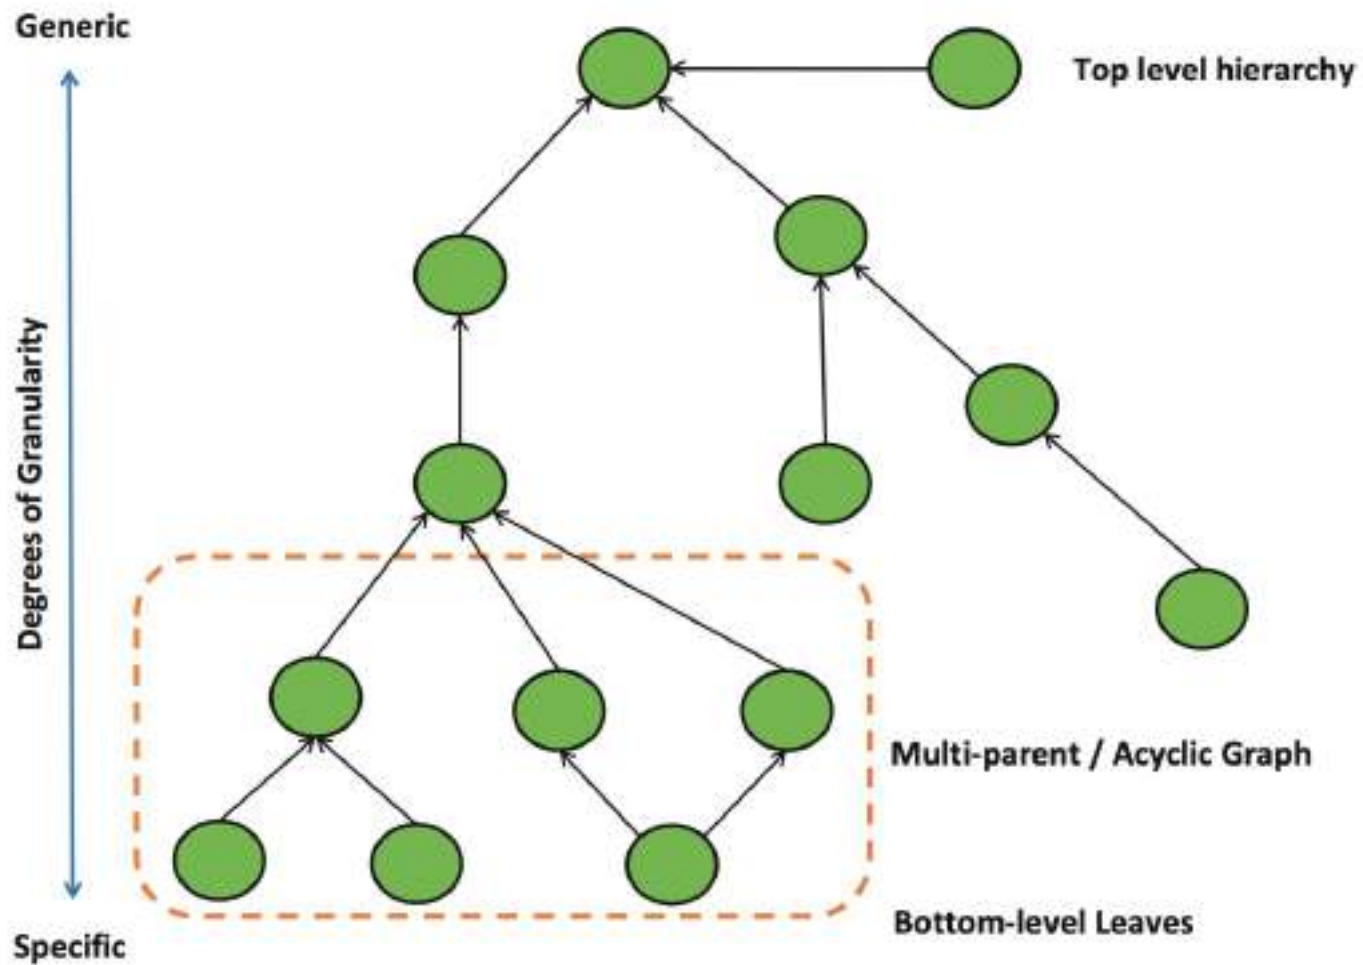 Generic
Top level hierarchy
Degrees of Granularity
Multi-parent / Acyclic Graph
Bottom-level Leaves
Specific